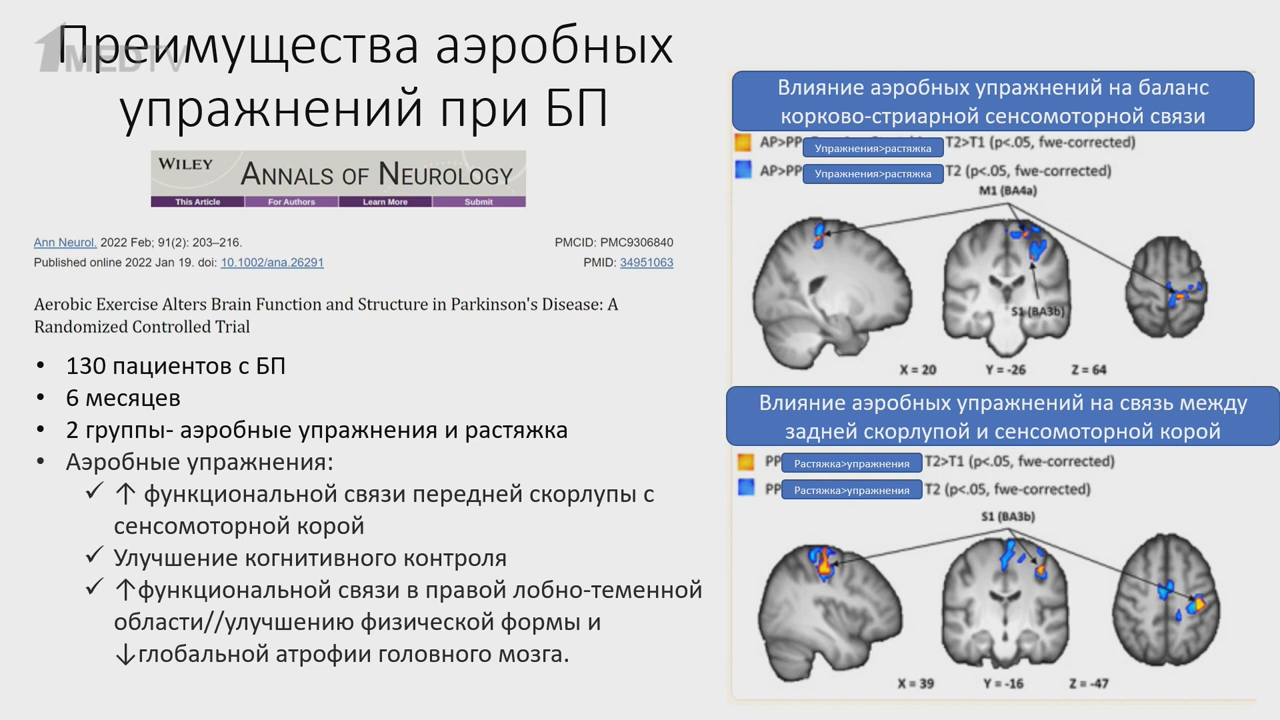 Преимущества аэробных
упражнений при БП
1MEDTV
WILEY
ANNALS OF NEUROLOGY
This Article For Authors Learn More Submit
Ann Neurol. 2022 Feb; 91(2): 203–216. PMCID: PMC9306840
Published online 2022 Jan 19. doi: 10.1002/ana.26291 PMID: 34951063
Aerobic Exercise Alters Brain Function and Structure in Parkinson's Disease: A
Randomized Controlled Trial
• 130 пациентов с БП
• 6 месяцев
• 2 группы- аэробные упражнения и растяжка
• Аэробные упражнения:
✓ ↑ функциональной связи передней скорлупы с
сенсомоторной корой
✓ Улучшение когнитивного контроля
✓ ↑функциональной связи в правой лобно-теменной
области//улучшению физической формы и
↓глобальной атрофии головного мозга.
Влияние аэробных упражнений на баланс
корково-стриарной сенсомоторной связи
AP>PP Упражнения>растяжка T2>T1 (p<.05, fwe-corrected)
AP>PP Упражнения>растяжка T2 (p<.05, fwe-corrected)
M1 (BA4a)
S1 (BA3b)
X = 20 Y = -26 Z = 64
Влияние аэробных упражнений на связь между
задней скорлупой и сенсомоторной корой
PP Растяжка>упражнения T2>T1 (p<.05, fwe-corrected)
PP Растяжка>упражнения T2 (p<.05, fwe-corrected)
S1 (BA3b)
X = 39 Y = -16 Z = -47